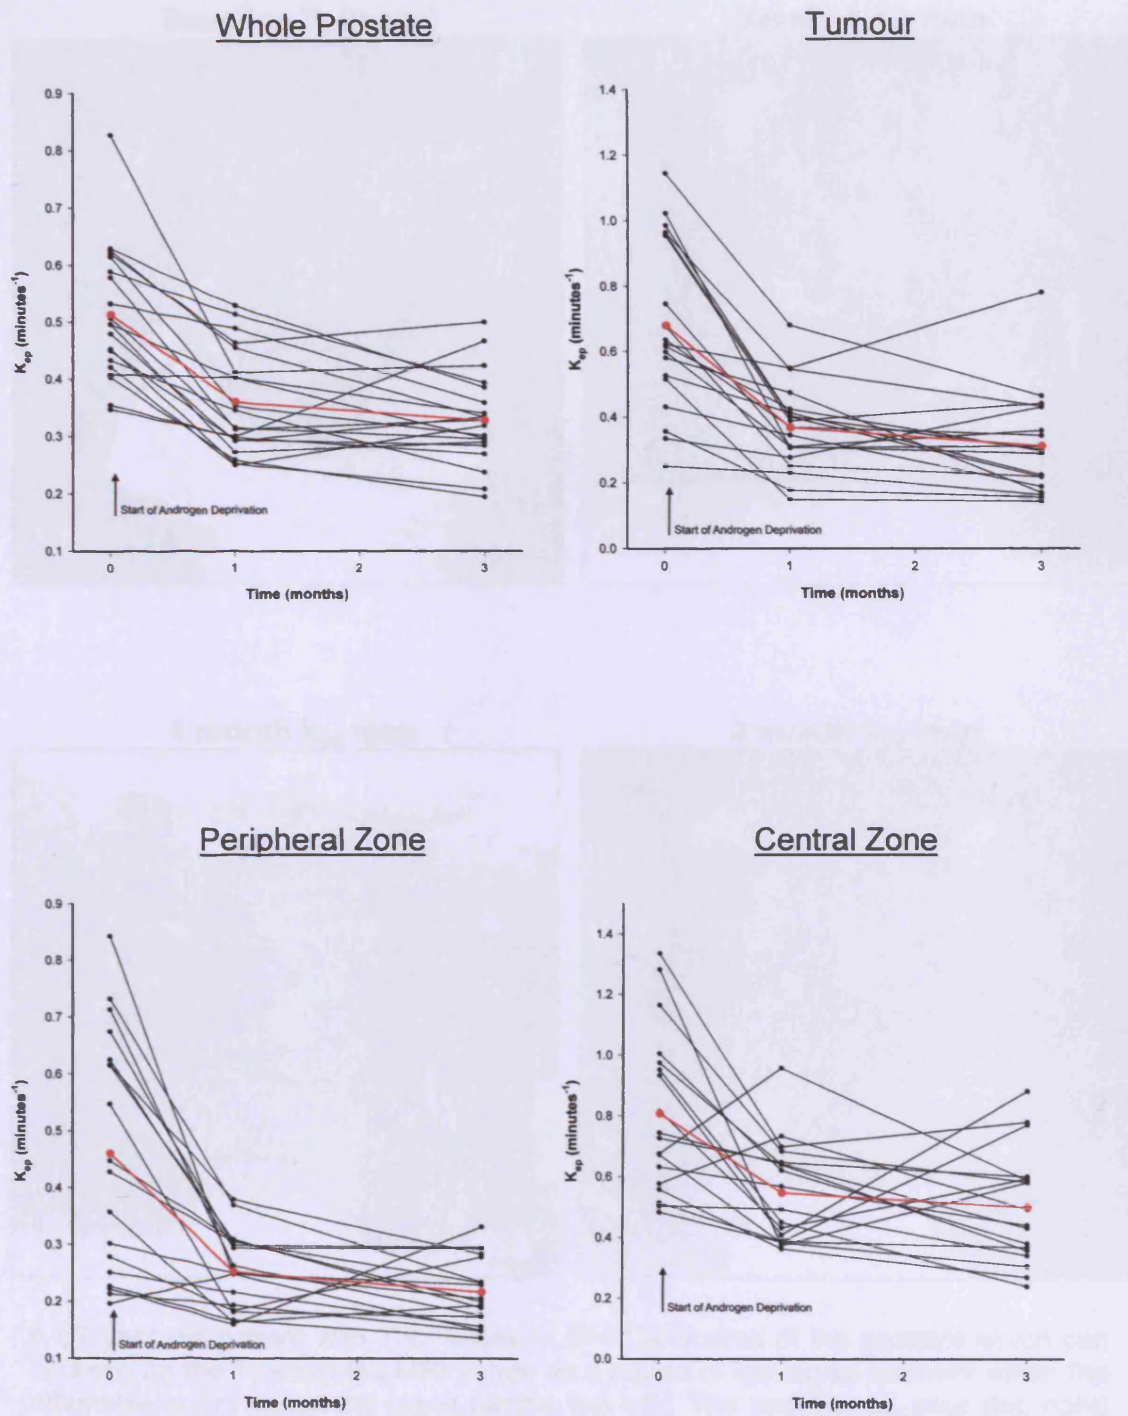 Whole Prostate
0.9
0.8
0.7
0.6
0.5
0.4
0.3
0.2
0.1
K_ep (minutes⁻¹)
Start of Androgen Deprivation
0 1 2 3
Time (months)
Tumour
1.4
1.2
1.0
0.8
0.6
0.4
0.2
0.0
K_ep (minutes⁻¹)
Start of Androgen Deprivation
0 1 2 3
Time (months)
Peripheral Zone
0.9
0.8
0.7
0.6
0.5
0.4
0.3
0.2
0.1
K_ep (minutes⁻¹)
Start of Androgen Deprivation
0 1 2 3
Time (months)
Central Zone
1.4
1.2
1.0
0.8
0.6
0.4
0.2
0.0
K_ep (minutes⁻¹)
Start of Androgen Deprivation
0 1 2 3
Time (months)